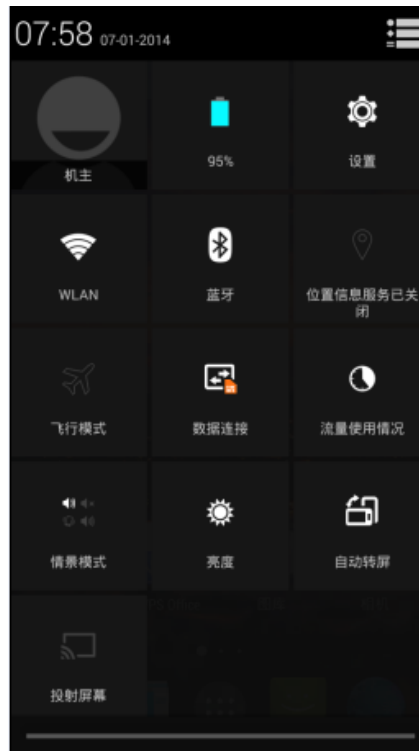 07:58 07-01-2014
机主
95%
设置
WLAN
蓝牙
位置信息服务已关
闭
飞行模式
数据连接
流量使用情况
情景模式
亮度
自动转屏
投射屏幕